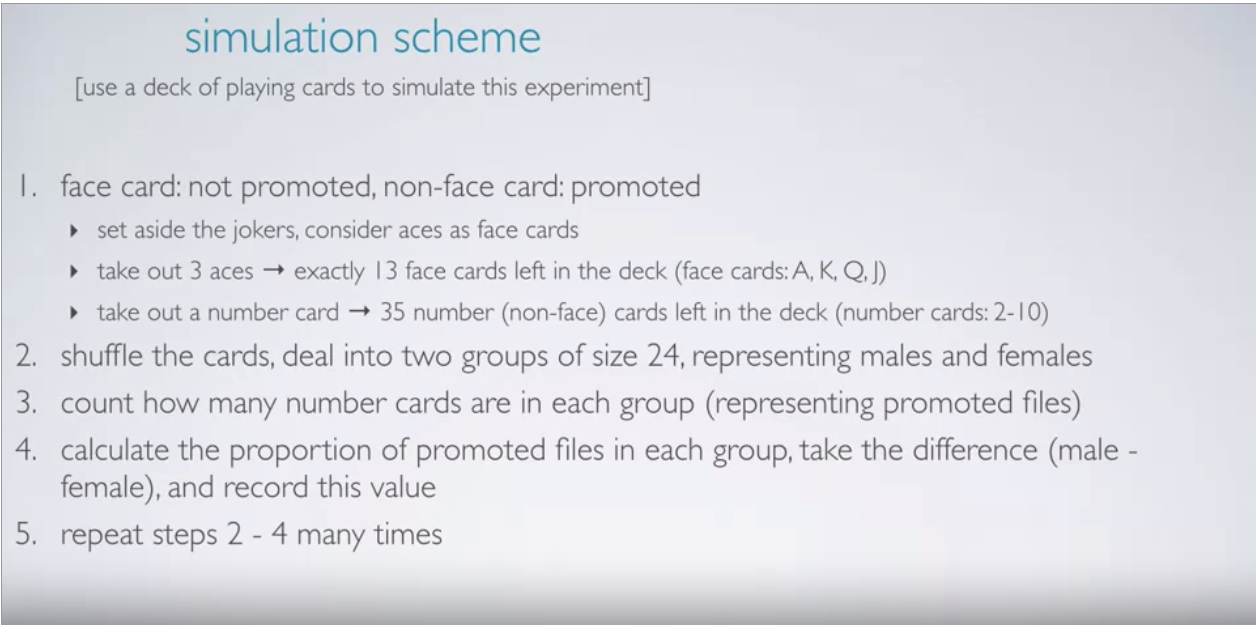 simulation scheme
[use a deck of playing cards to simulate this experiment]
1. face card: not promoted, non-face card: promoted
‣ set aside the jokers, consider aces as face cards
‣ take out 3 aces → exactly 13 face cards left in the deck (face cards: A, K, Q, J)
‣ take out a number card → 35 number (non-face) cards left in the deck (number cards: 2-10)
2. shuffle the cards, deal into two groups of size 24, representing males and females
3. count how many number cards are in each group (representing promoted files)
4. calculate the proportion of promoted files in each group, take the difference (male -
female), and record this value
5. repeat steps 2 - 4 many times